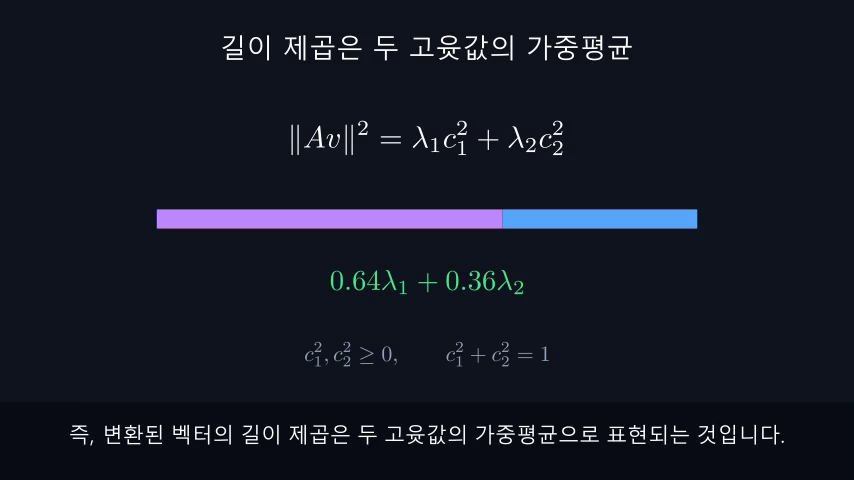 길이 제곱은 두 고윳값의 가중평균
‖Av‖² = λ₁c₁² + λ₂c₂²
0.64λ₁ + 0.36λ₂
c₁², c₂² ≥ 0, c₁² + c₂² = 1
즉, 변환된 벡터의 길이 제곱은 두 고윳값의 가중평균으로 표현되는 것입니다.